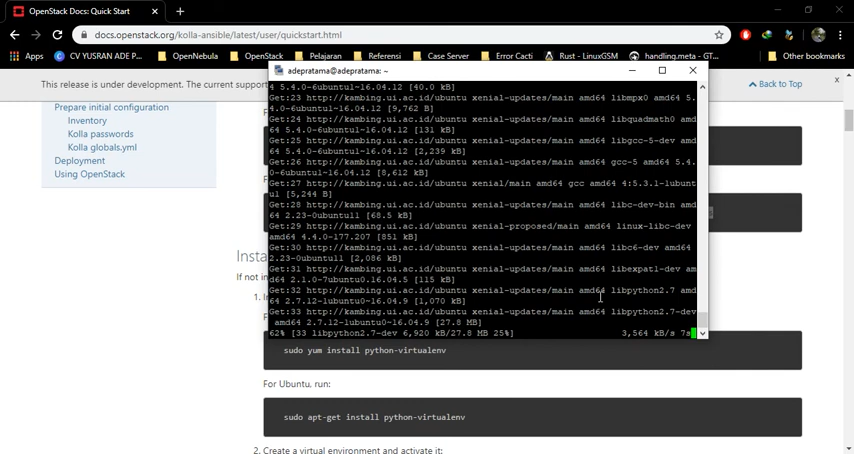 OpenStack Docs: Quick Start
docs.openstack.org/kolla-ansible/latest/user/quickstart.html
Apps
CV YUSRAN ADE P...
OpenNebula
OpenStack
Pelajaran
Referensi
Case Server
Error Cacti
Rust - LinuxGSM
handling.meta - GT...
Other bookmarks
This release is under development. The current support
Back to Top
x
Prepare initial configuration
Inventory
Kolla passwords
Kolla globals.yml
Deployment
Using OpenStack
adepratama@adepratama: ~
4 5.4.0-6ubuntu1~16.04.12 [40.0 kB]
Get:23 http://kambing.ui.ac.id/ubuntu xenial-updates/main amd64 libmpx0 amd64 5.
4.0-6ubuntu1~16.04.12 [9,762 B]
Get:24 http://kambing.ui.ac.id/ubuntu xenial-updates/main amd64 libquadmath0 amd
64 5.4.0-6ubuntu1~16.04.12 [131 kB]
Get:25 http://kambing.ui.ac.id/ubuntu xenial-updates/main amd64 libgcc-5-dev amd
64 5.4.0-6ubuntu1~16.04.12 [2,239 kB]
Get:26 http://kambing.ui.ac.id/ubuntu xenial-updates/main amd64 gcc-5 amd64 5.4.
0-6ubuntu1~16.04.12 [8,612 kB]
Get:27 http://kambing.ui.ac.id/ubuntu xenial/main amd64 gcc amd64 4:5.3.1-1ubunt
u1 [5,244 B]
Get:28 http://kambing.ui.ac.id/ubuntu xenial-updates/main amd64 libc-dev-bin amd
64 2.23-0ubuntu11 [68.5 kB]
Get:29 http://kambing.ui.ac.id/ubuntu xenial-proposed/main amd64 linux-libc-dev
amd64 4.4.0-177.207 [851 kB]
Get:30 http://kambing.ui.ac.id/ubuntu xenial-updates/main amd64 libc6-dev amd64
2.23-0ubuntu11 [2,086 kB]
Get:31 http://kambing.ui.ac.id/ubuntu xenial-updates/main amd64 libexpat1-dev am
d64 2.1.0-7ubuntu0.16.04.5 [115 kB]
Get:32 http://kambing.ui.ac.id/ubuntu xenial-updates/main amd64 libpython2.7 amd
64 2.7.12-1ubuntu0~16.04.9 [1,070 kB]
Get:33 http://kambing.ui.ac.id/ubuntu xenial-updates/main amd64 libpython2.7-dev
amd64 2.7.12-1ubuntu0~16.04.9 [27.8 MB]
62% [33 libpython2.7-dev 6,920 kB/27.8 MB 25%] 3,564 kB/s 7s
F
F
Insta
If not in
1. I
F
sudo yum install python-virtualenv
For Ubuntu, run:
sudo apt-get install python-virtualenv
2. Create a virtual environment and activate it: